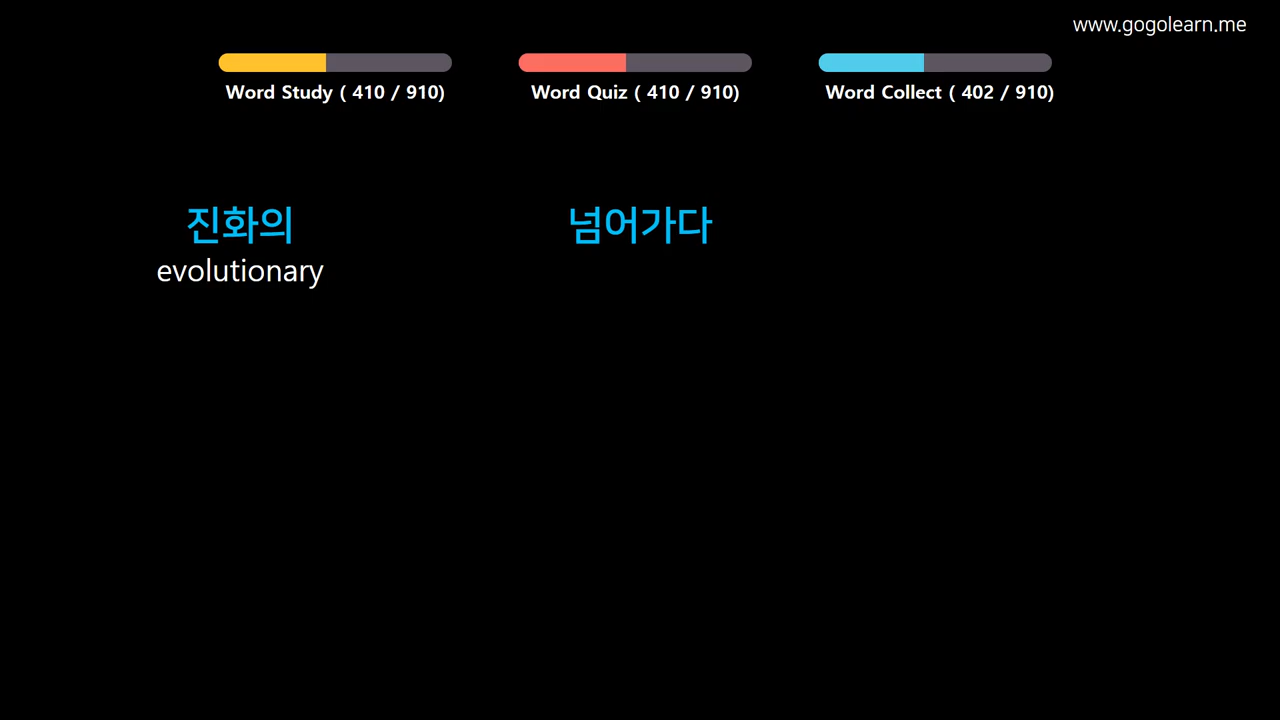 www.gogolearn.me
Word Study ( 410 / 910)
Word Quiz ( 410 / 910)
Word Collect ( 402 / 910)
진화의
넘어가다
evolutionary